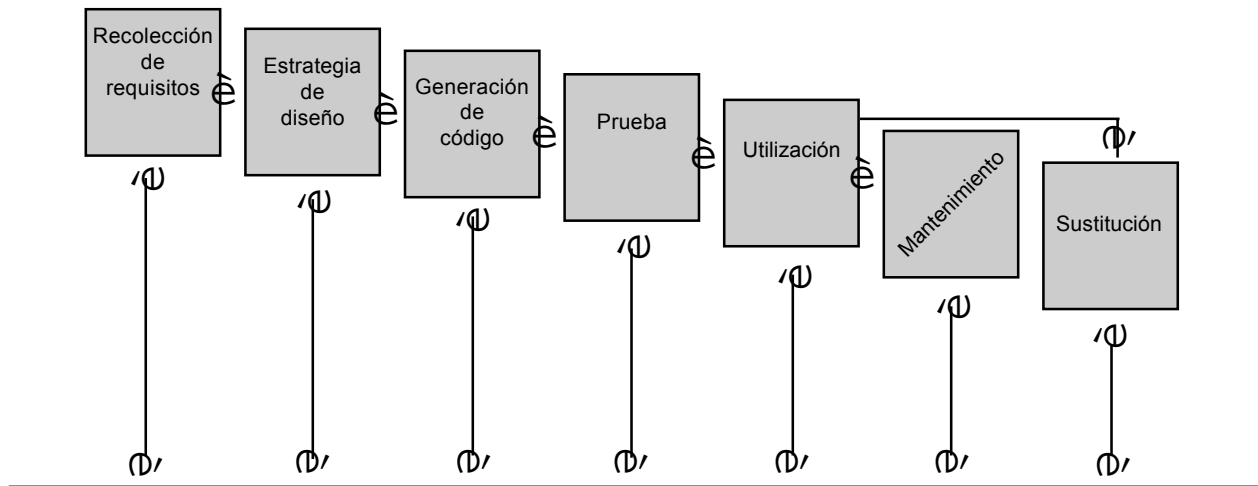 Recolección
de
requisitos
Estrategia
de
diseño
Generación
de
código
Prueba
Utilización
Mantenimiento
Sustitución